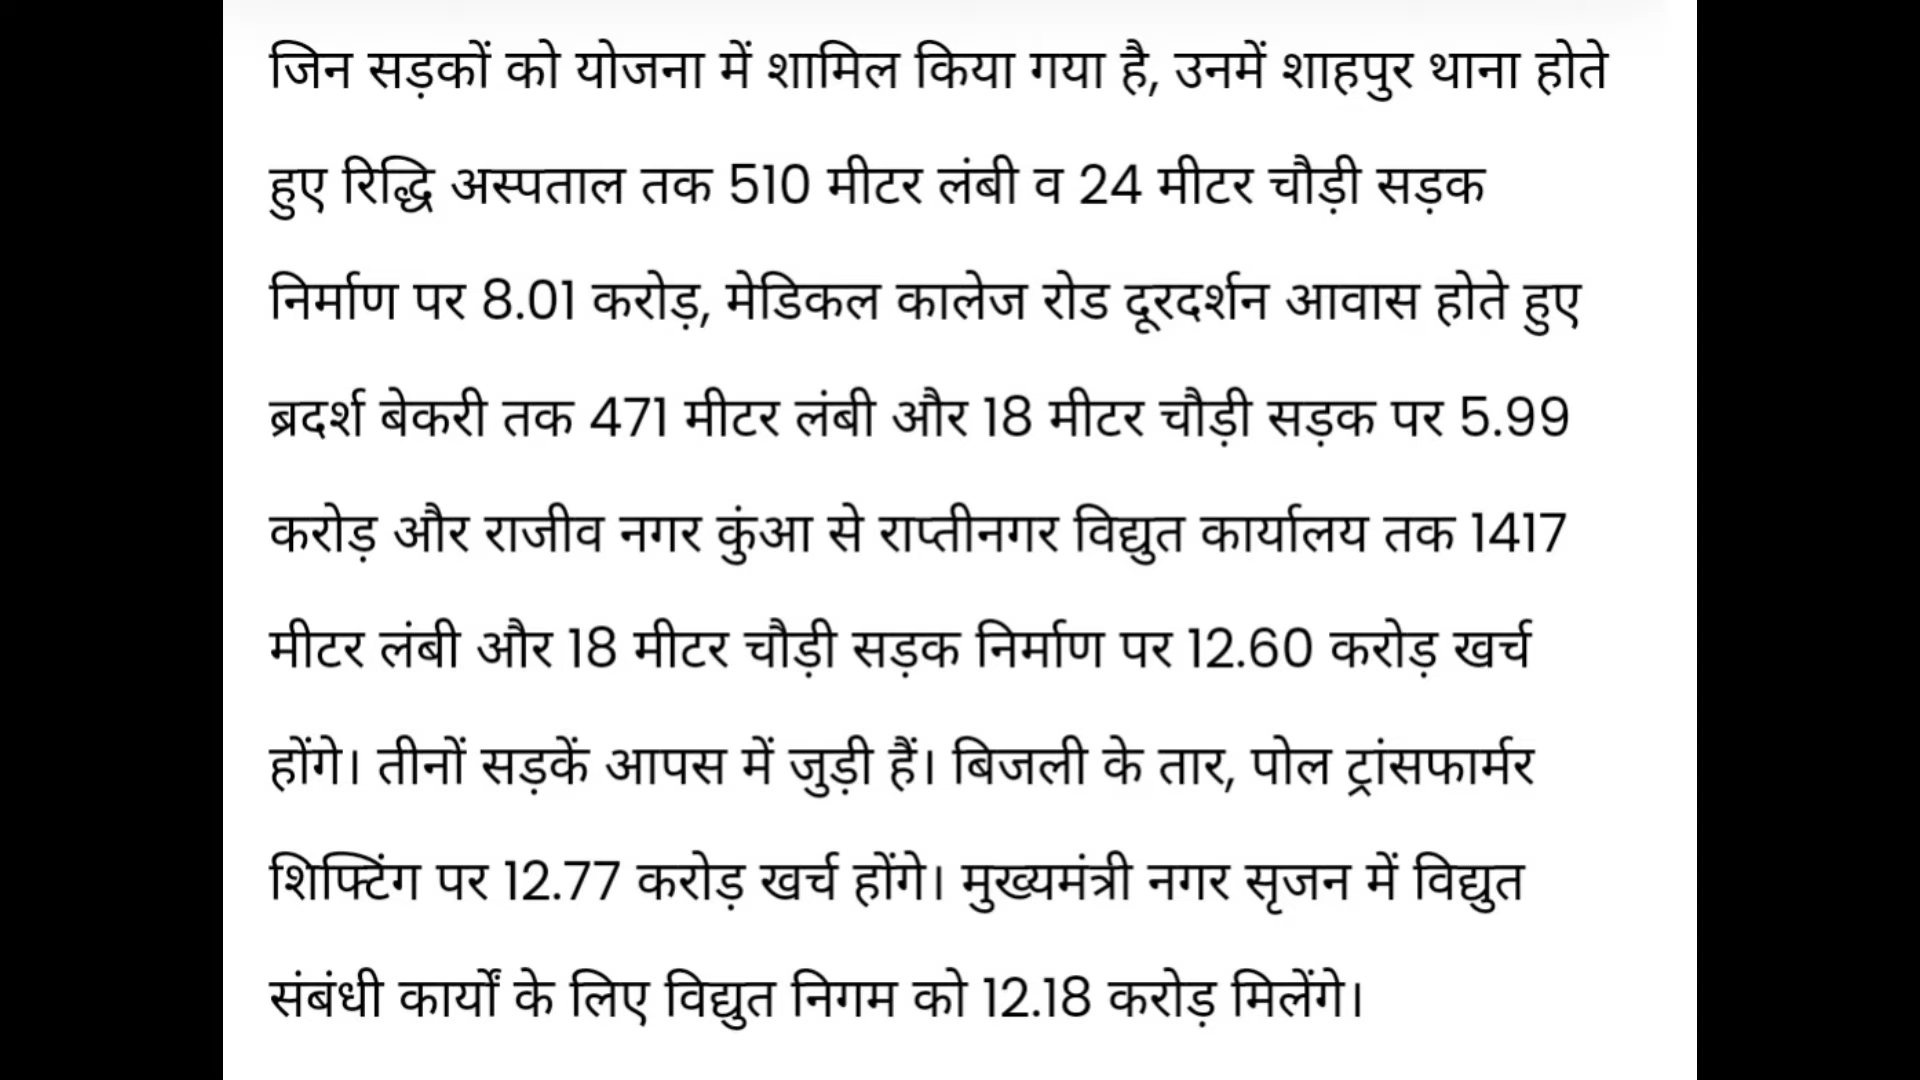 जिन सड़कों को योजना में शामिल किया गया है, उनमें शाहपुर थाना होते
हुए रिद्धि अस्पताल तक 510 मीटर लंबी व 24 मीटर चौड़ी सड़क
निर्माण पर 8.01 करोड़, मेडिकल कालेज रोड दूरदर्शन आवास होते हुए
ब्रदर्श बेकरी तक 471 मीटर लंबी और 18 मीटर चौड़ी सड़क पर 5.99
करोड़ और राजीव नगर कुंआ से राप्तीनगर विद्युत कार्यालय तक 1417
मीटर लंबी और 18 मीटर चौड़ी सड़क निर्माण पर 12.60 करोड़ खर्च
होंगे। तीनों सड़कें आपस में जुड़ी हैं। बिजली के तार, पोल ट्रांसफार्मर
शिफ्टिंग पर 12.77 करोड़ खर्च होंगे। मुख्यमंत्री नगर सृजन में विद्युत
संबंधी कार्यों के लिए विद्युत निगम को 12.18 करोड़ मिलेंगे।